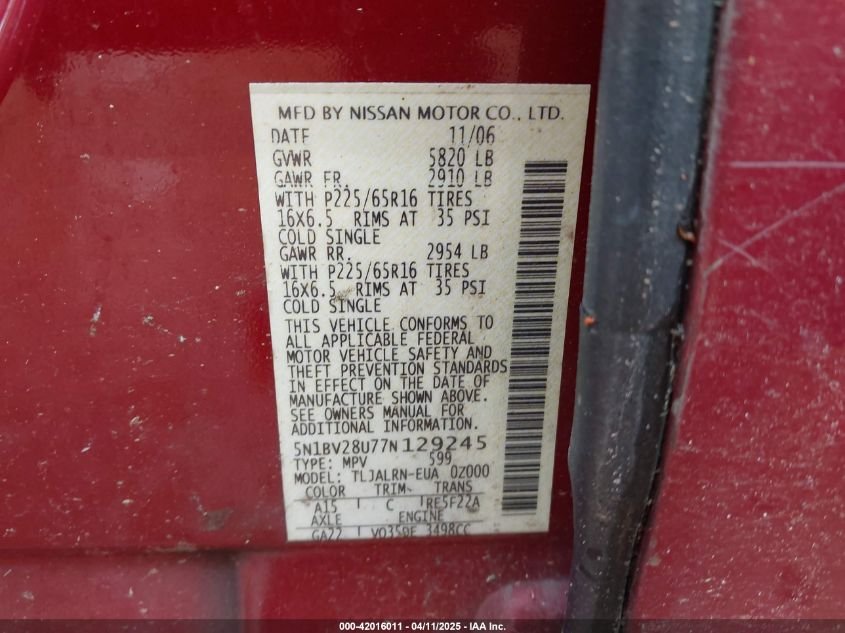 MFD BY NISSAN MOTOR CO., LTD.
DATE 11/06
GVWR 5820 LB
GAWR FR. 2910 LB
WITH P225/65R16 TIRES
16X6.5 RIMS AT 35 PSI
COLD SINGLE
GAWR RR. 2954 LB
WITH P225/65R16 TIRES
16X6.5 RIMS AT 35 PSI
COLD SINGLE
THIS VEHICLE CONFORMS TO
ALL APPLICABLE FEDERAL
MOTOR VEHICLE SAFETY AND
THEFT PREVENTION STANDARDS
IN EFFECT ON THE DATE OF
MANUFACTURE SHOWN ABOVE.
SEE OWNERS MANUAL FOR
ADDITIONAL INFORMATION.
5N1BV28U77N129245
TYPE: MPV 599
MODEL: TLJALRN-EUA 0Z000
COLOR TRIM TRANS
A15 C RE5F22A
AXLE ENGINE
GA22 VQ35DE 3498CC
000-42016011 - 04/11/2025 - IAA Inc.